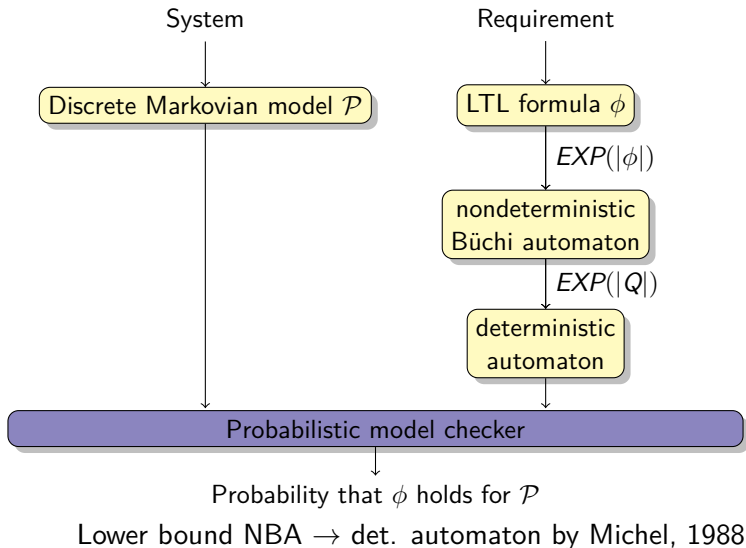 System
Requirement
Discrete Markovian model 𝒫
LTL formula ϕ
EXP(|ϕ|)
nondeterministic
Büchi automaton
EXP(|Q|)
deterministic
automaton
Probabilistic model checker
Probability that ϕ holds for 𝒫
Lower bound NBA → det. automaton by Michel, 1988